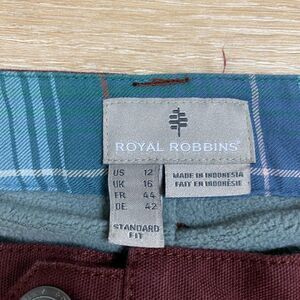 ROYAL ROBBINS®
US 12
UK 16
FR 44
DE 42
STANDARD
FIT
MADE IN INDONESIA
FAIT EN INDONÉSIE